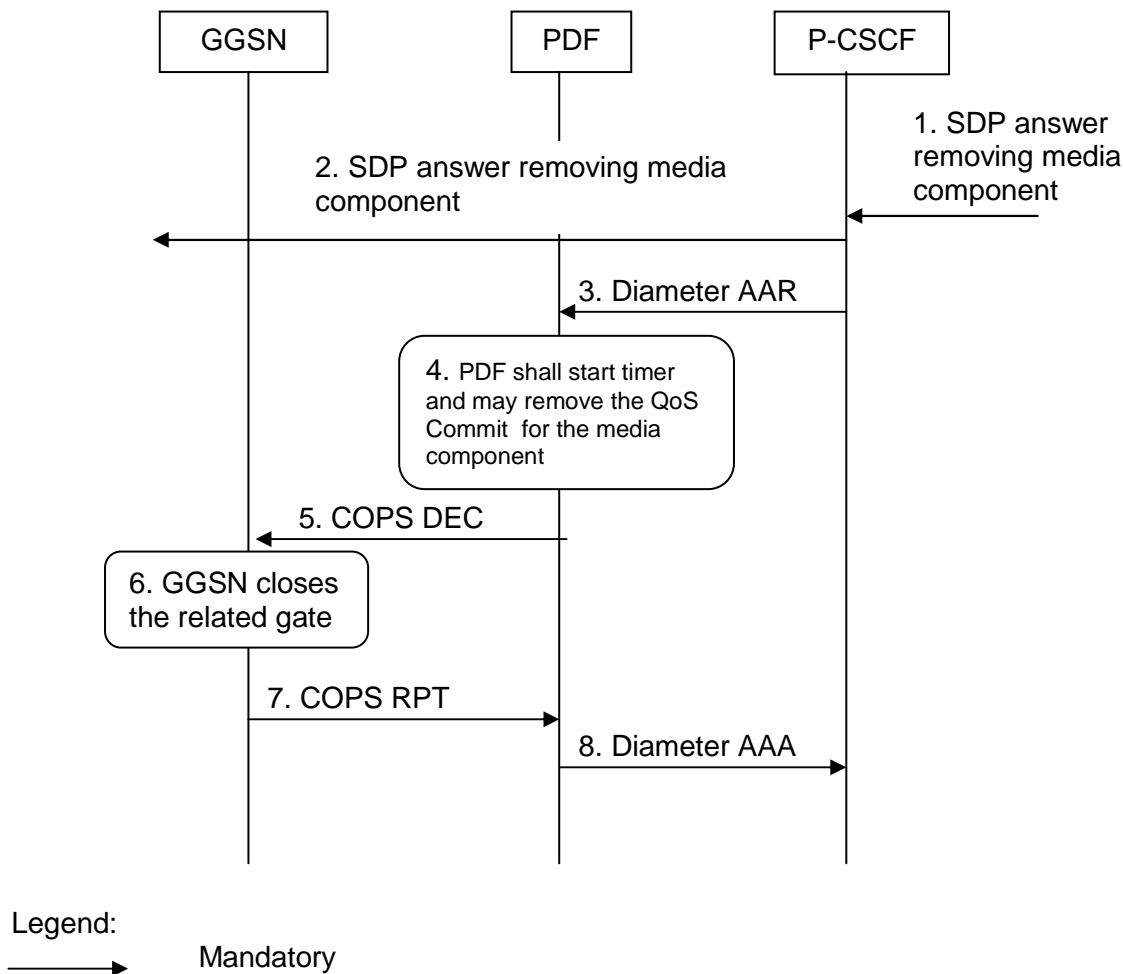 GGSN
PDF
P-CSCF
1. SDP answer
removing media
component
2. SDP answer removing media
component
3. Diameter AAR
4. PDF shall start timer
and may remove the QoS
Commit  for the media
component
5. COPS DEC
6. GGSN closes
the related gate
7. COPS RPT
8. Diameter AAA
Legend:
Mandatory